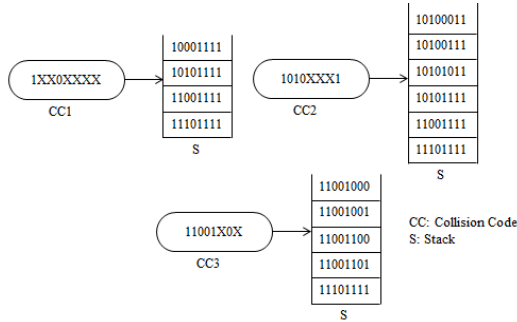 1XX0XXXX
CC1
10001111
10101111
11001111
11101111
S
1010XXX1
CC2
10100011
10100111
10101011
10101111
11001111
11101111
S
11001X0X
CC3
11001000
11001001
11001100
11001101
11101111
S
CC: Collision Code
S: Stack